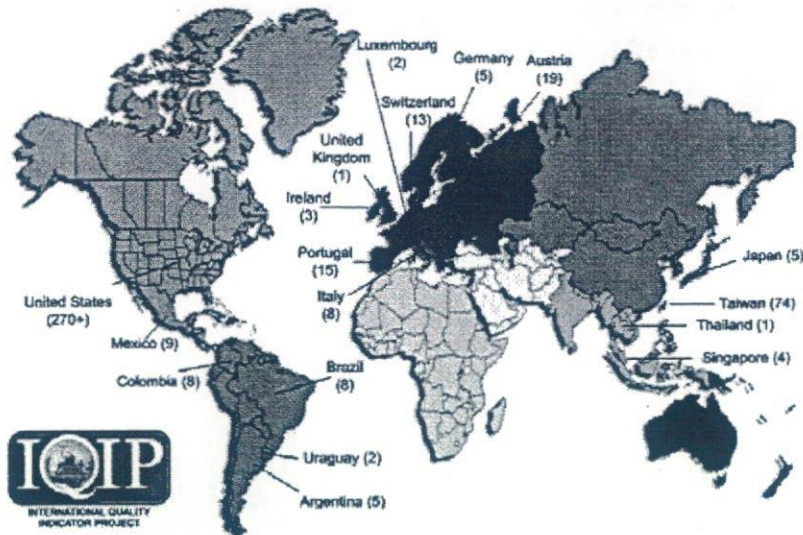 Luxembourg
(2)
Germany
(5)
Austria
(19)
Switzerland
(13)
United
Kingdom
(1)
Ireland
(3)
Portugal
(15)
Italy
(8)
Japan (5)
United States
(270+)
Taiwan (74)
Mexico (9)
Thailand (1)
Brazil
(8)
Singapore (4)
Colombia (8)
Uraguay (2)
Argentina (5)
IQIP
INTERNATIONAL QUALITY
INDICATOR PROJECT